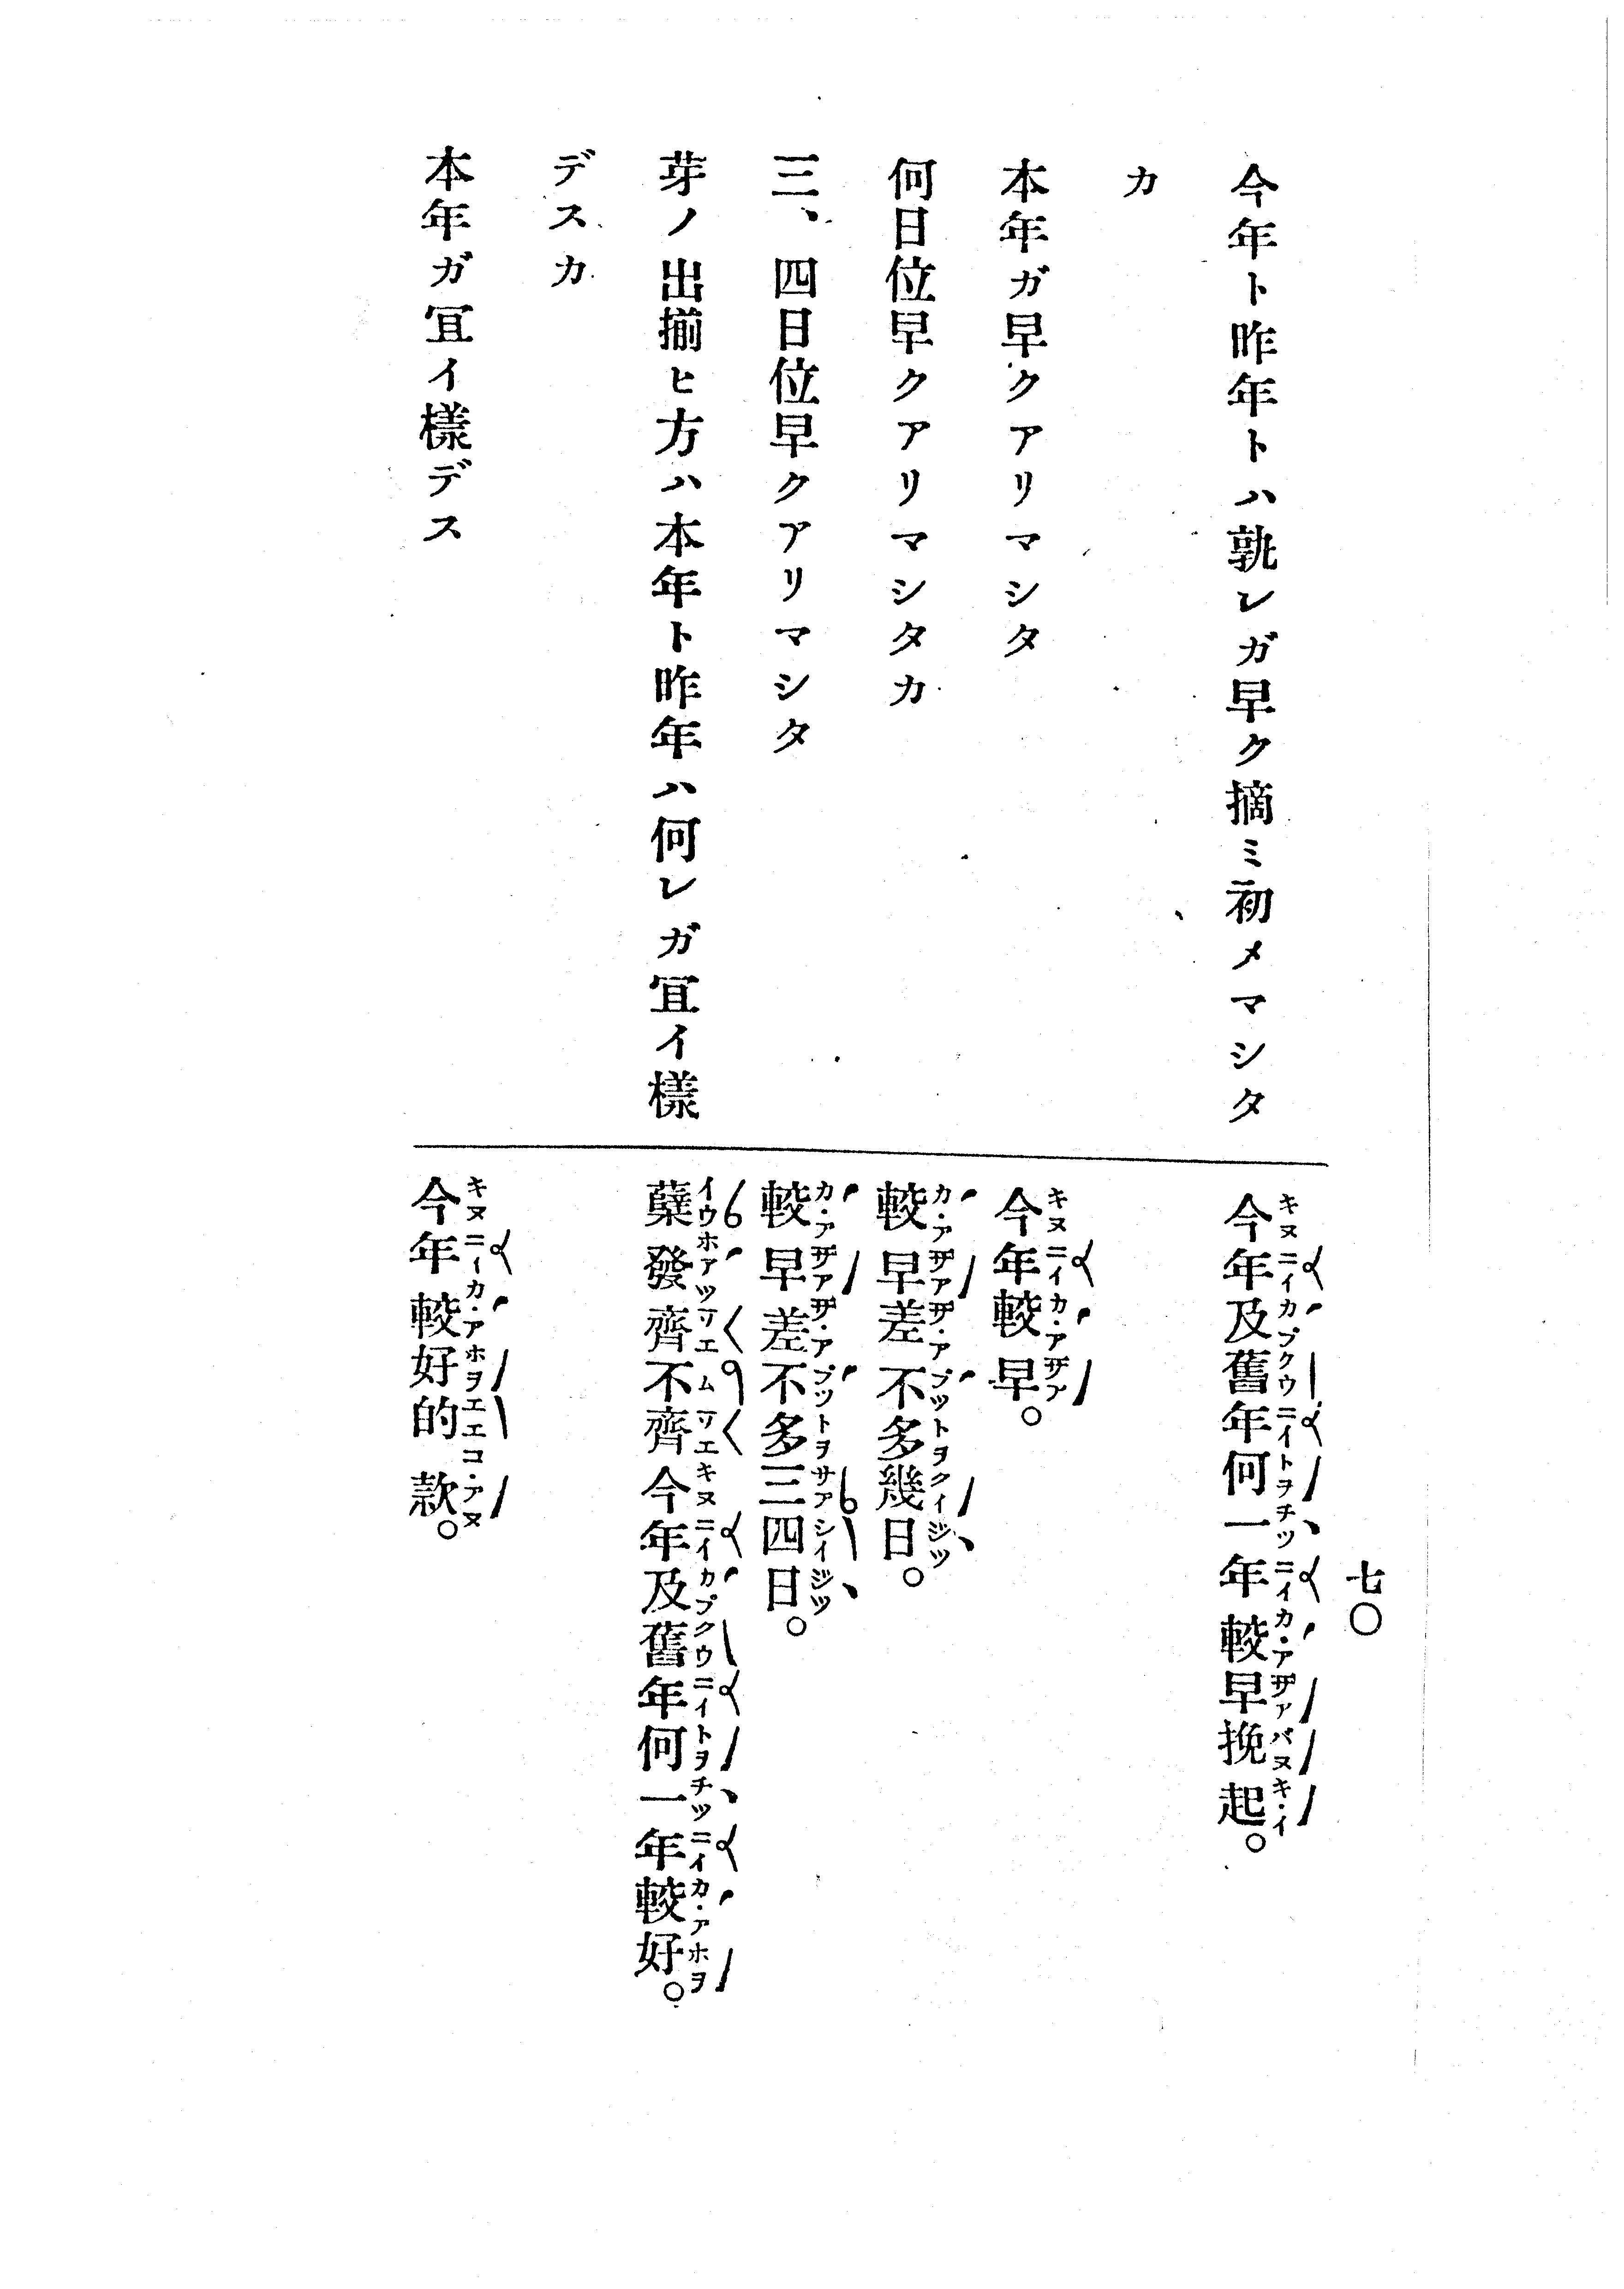 七〇
今年ト昨年トハ孰レガ早ク摘ミ初メマシタ
カ
本年ガ早クアリマシタ
何日位早クアリマシタカ
三、四日位早クアリマシタ
芽ノ出揃ヒ方ハ本年ト昨年ハ何レガ宜イ樣
デスカ
本年ガ宜イ樣デス
今年及舊年何一年較早挽起。
今年較早。
較早差不多幾日。
較早差不多三四日。
蘖發齊不齊今年及舊年何一年較好。
今年較好的款。